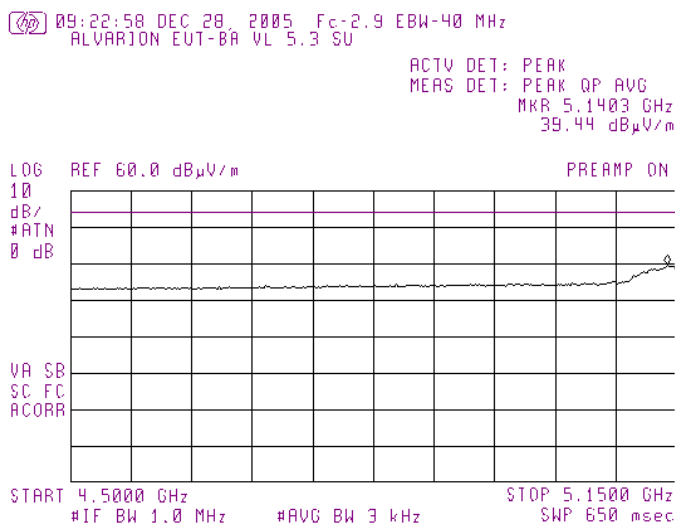 hp 09:22:58 DEC 28, 2005 Fc-2.9 EBW-40 MHz
ALVARION EUT-BA VL 5.3 SU
ACTV DET: PEAK
MEAS DET: PEAK QP AVG
MKR 5.1403 GHz
39.44 dBµV/m
LOG REF 60.0 dBµV/m PREAMP ON
10
dB/
#ATN
0 dB
VA SB
SC FC
ACORR
START 4.5000 GHz STOP 5.1500 GHz
#IF BW 1.0 MHz #AVG BW 3 kHz SWP 650 msec